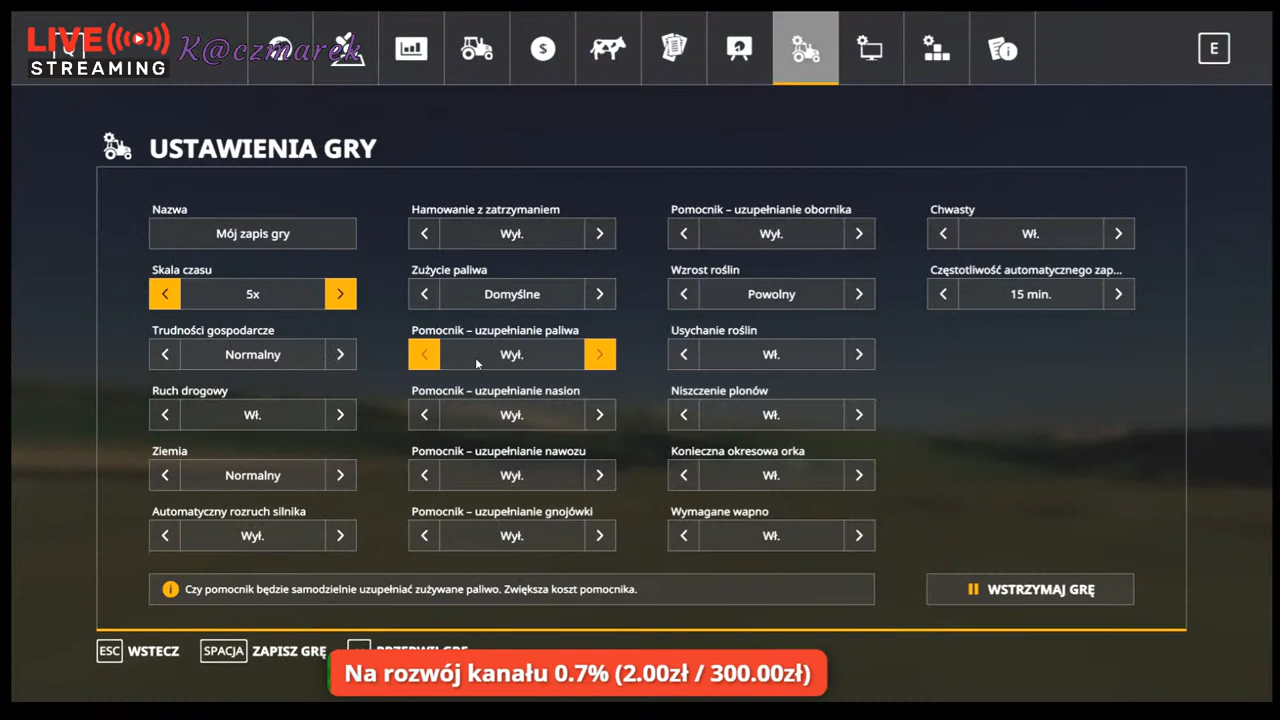 LIVE
STREAMING
K@czmarek
E
USTAWIENIA GRY
Nazwa
Mój zapis gry
Skala czasu
5x
Trudności gospodarcze
Normalny
Ruch drogowy
Wł.
Ziemia
Normalny
Automatyczny rozruch silnika
Wył.
Hamowanie z zatrzymaniem
Wył.
Zużycie paliwa
Domyślne
Pomocnik – uzupełnianie paliwa
Wył.
Pomocnik – uzupełnianie nasion
Wył.
Pomocnik – uzupełnianie nawozu
Wył.
Pomocnik – uzupełnianie gnojówki
Wył.
Pomocnik – uzupełnianie obornika
Wył.
Wzrost roślin
Powolny
Usychanie roślin
Wł.
Niszczenie plonów
Wł.
Konieczna okresowa orka
Wł.
Wymagane wapno
Wł.
Chwasty
Wł.
Częstotliwość automatycznego zap...
15 min.
Czy pomocnik będzie samodzielnie uzupełniać zużywane paliwo. Zwiększa koszt pomocnika.
WSTRZYMAJ GRĘ
ESC WSTECZ SPACJA ZAPISZ GRĘ PRZERWIJ GRĘ
Na rozwój kanału 0.7% (2.00zł / 300.00zł)